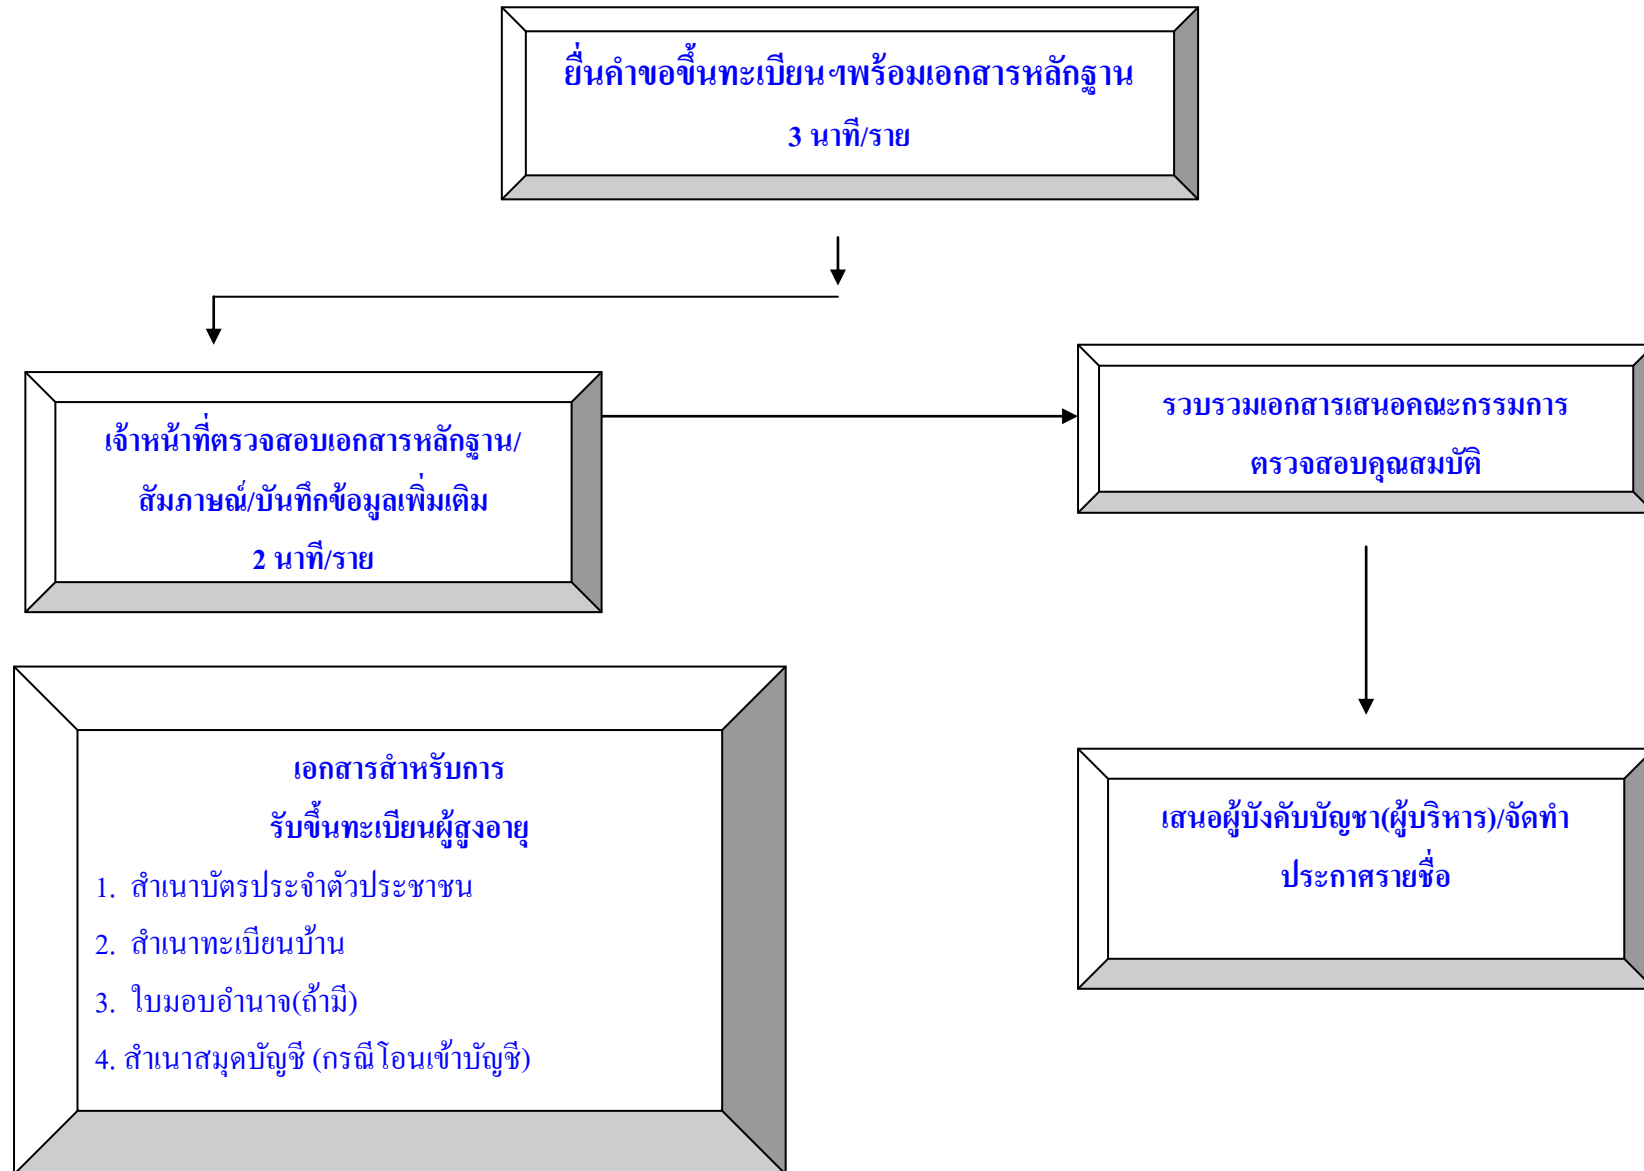 ยื่นคำขอขึ้นทะเบียนฯพร้อมเอกสารหลักฐาน
3 นาที/ราย
เจ้าหน้าที่ตรวจสอบเอกสารหลักฐาน/
สัมภาษณ์/บันทึกข้อมูลเพิ่มเติม
2 นาที/ราย
รวบรวมเอกสารเสนอคณะกรรมการ
ตรวจสอบคุณสมบัติ
เอกสารสำหรับการ
รับขึ้นทะเบียนผู้สูงอายุ
1. สำเนาบัตรประจำตัวประชาชน
2. สำเนาทะเบียนบ้าน
3. ใบมอบอำนาจ(ถ้ามี)
4. สำเนาสมุดบัญชี (กรณีโอนเข้าบัญชี)
เสนอผู้บังคับบัญชา(ผู้บริหาร)/จัดทำ
ประกาศรายชื่อ